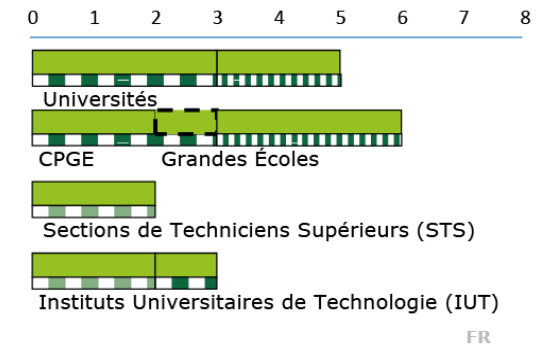 0 1 2 3 4 5 6 7 8
Universités
CPGE Grandes Écoles
Sections de Techniciens Supérieurs (STS)
Instituts Universitaires de Technologie (IUT)
FR